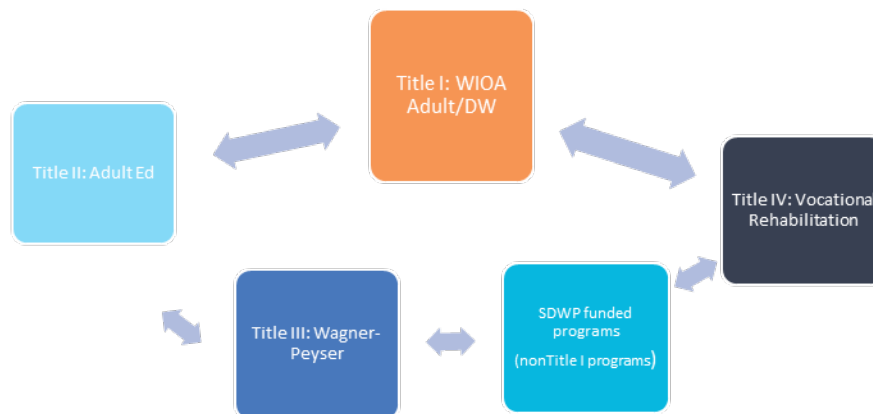 Title I: WIOA
Adult/DW
Title II: Adult Ed
Title IV: Vocational
Rehabilitation
Title III: Wagner-
Peyser
SDWP funded
programs
(nonTitle I programs)